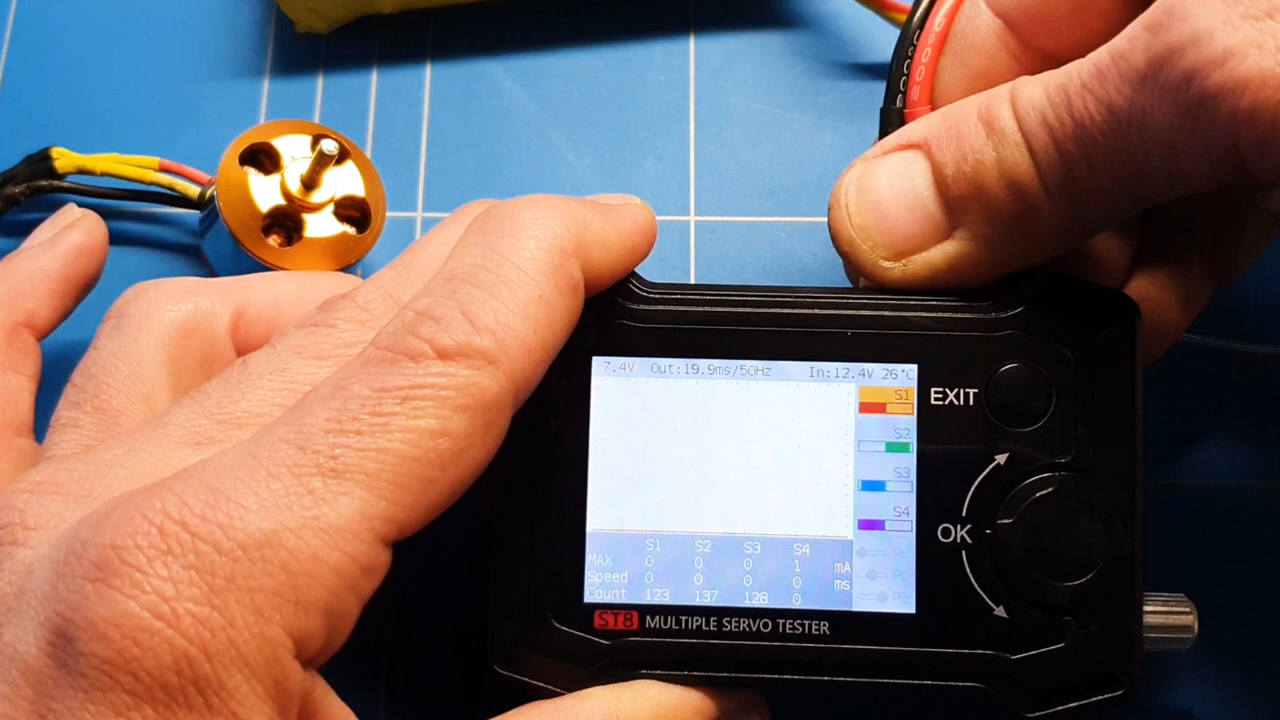 200°C
200°C
7.4V Out:19.9ms/50Hz In:12.4V 26°C
S1
S2
S3
S4
S1 S2 S3 S4
MAX 0 0 0 1 mA
Speed 0 0 0 0 ms
Count 123 137 128 0
EXIT
OK
ST8 MULTIPLE SERVO TESTER